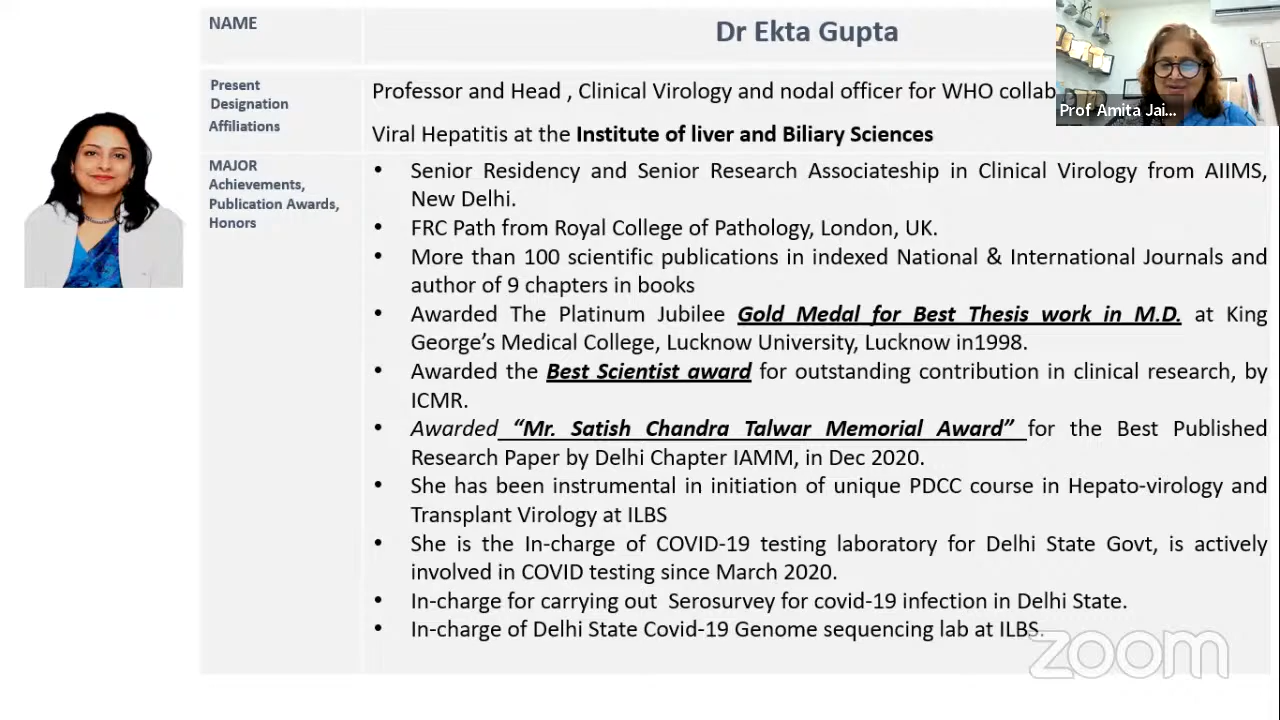 NAME
Dr Ekta Gupta
Present
Designation
Affiliations
Professor and Head , Clinical Virology and nodal officer for WHO collab
Viral Hepatitis at the Institute of liver and Biliary Sciences
Prof Amita Jai...
MAJOR
Achievements,
Publication Awards,
Honors
• Senior Residency and Senior Research Associateship in Clinical Virology from AIIMS,
New Delhi.
• FRC Path from Royal College of Pathology, London, UK.
• More than 100 scientific publications in indexed National & International Journals and
author of 9 chapters in books
• Awarded The Platinum Jubilee Gold Medal for Best Thesis work in M.D. at King
George’s Medical College, Lucknow University, Lucknow in1998.
• Awarded the Best Scientist award for outstanding contribution in clinical research, by
ICMR.
• Awarded “Mr. Satish Chandra Talwar Memorial Award” for the Best Published
Research Paper by Delhi Chapter IAMM, in Dec 2020.
• She has been instrumental in initiation of unique PDCC course in Hepato-virology and
Transplant Virology at ILBS
• She is the In-charge of COVID-19 testing laboratory for Delhi State Govt, is actively
involved in COVID testing since March 2020.
• In-charge for carrying out Serosurvey for covid-19 infection in Delhi State.
• In-charge of Delhi State Covid-19 Genome sequencing lab at ILBS.
zoom